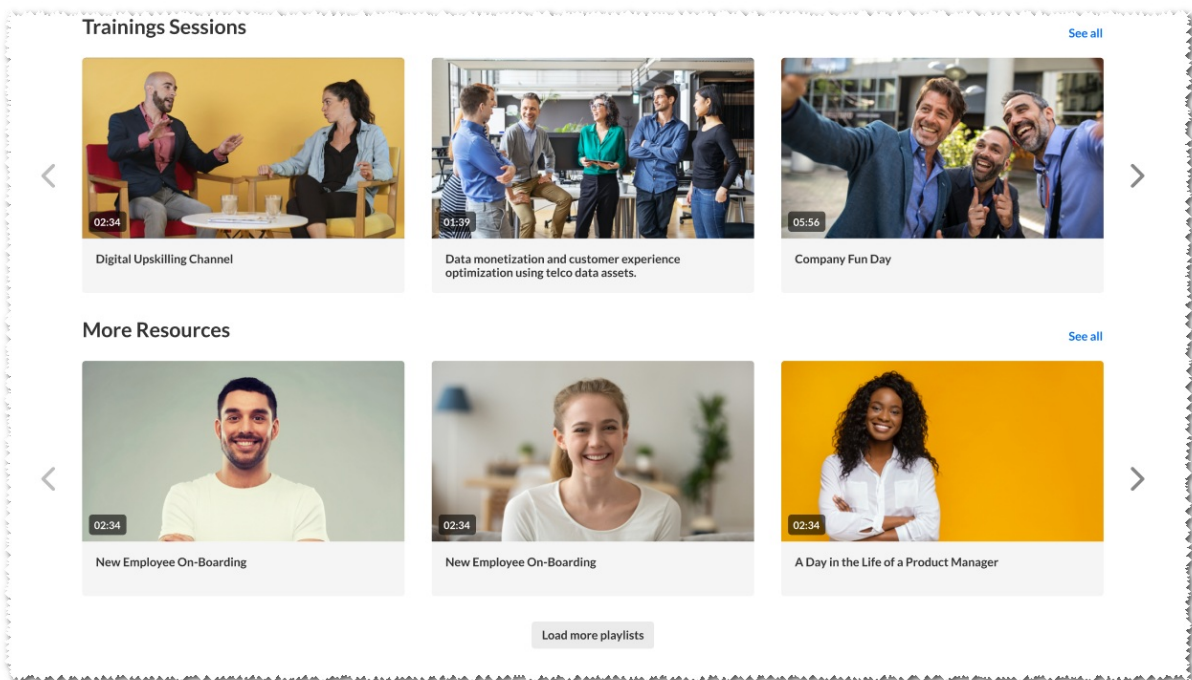 Trainings Sessions
See all
02:34
01:39
05:56
Digital Upskilling Channel
Data monetization and customer experience
optimization using telco data assets.
Company Fun Day
More Resources
See all
02:34
02:34
02:34
New Employee On-Boarding
New Employee On-Boarding
A Day in the Life of a Product Manager
Load more playlists